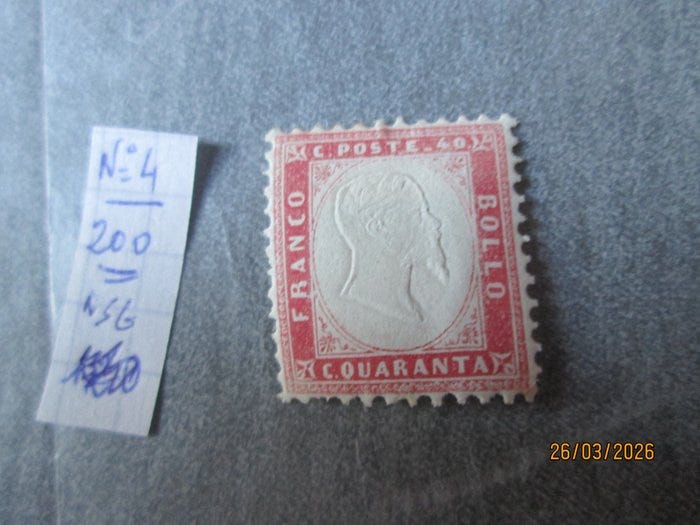 N° 4
200
NSG
C. POSTE. 40.
FRANCO
BOLLO
C. QUARANTA
26/03/2026